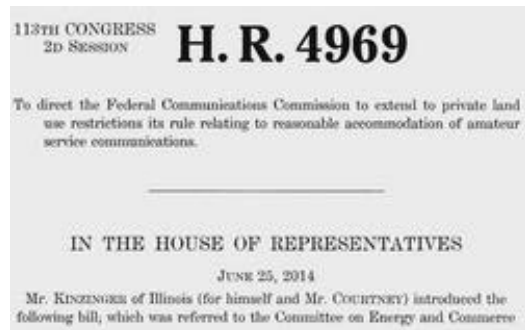 113TH CONGRESS
2D SESSION
H. R. 4969
To direct the Federal Communications Commission to extend to private land
use restrictions its rule relating to reasonable accommodation of amateur
service communications.
IN THE HOUSE OF REPRESENTATIVES
JUNE 25, 2014
Mr. KINZINGER of Illinois (for himself and Mr. COURTNEY) introduced the
following bill; which was referred to the Committee on Energy and Commerce